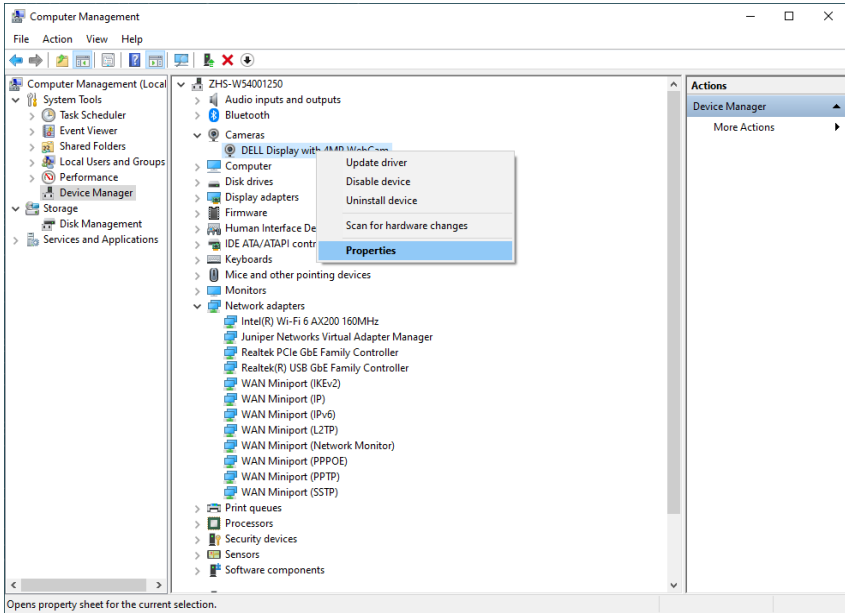 Computer Management
File Action View Help
Computer Management (Local
System Tools
Task Scheduler
Event Viewer
Shared Folders
Local Users and Groups
Performance
Device Manager
Storage
Disk Management
Services and Applications
ZHS-W54001250
Audio inputs and outputs
Bluetooth
Cameras
DELL Display with 4MP WebCam
Computer
Disk drives
Display adapters
Firmware
Human Interface De
IDE ATA/ATAPI contr
Keyboards
Mice and other pointing devices
Monitors
Network adapters
Intel(R) Wi-Fi 6 AX200 160MHz
Juniper Networks Virtual Adapter Manager
Realtek PCIe GbE Family Controller
Realtek(R) USB GbE Family Controller
WAN Miniport (IKEv2)
WAN Miniport (IP)
WAN Miniport (IPv6)
WAN Miniport (L2TP)
WAN Miniport (Network Monitor)
WAN Miniport (PPPOE)
WAN Miniport (PPTP)
WAN Miniport (SSTP)
Print queues
Processors
Security devices
Sensors
Software components
Update driver
Disable device
Uninstall device
Scan for hardware changes
Properties
Actions
Device Manager
More Actions
Opens property sheet for the current selection.